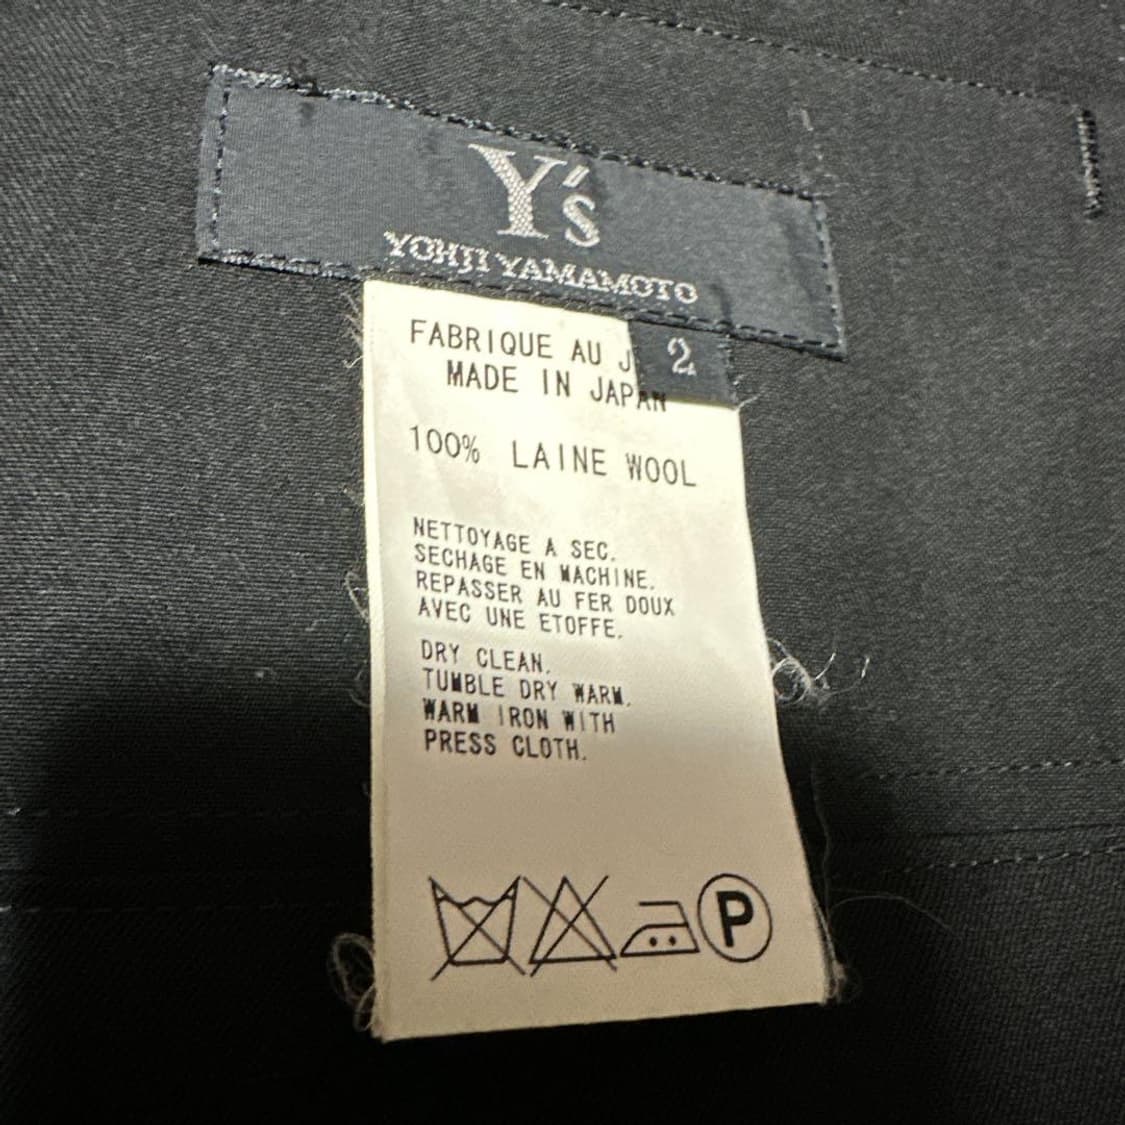 Y's
YOHJI YAMAMOTO
FABRIQUE AU J
2
MADE IN JAPAN
100% LAINE WOOL
NETTOYAGE A SEC.
SECHAGE EN MACHINE.
REPASSER AU FER DOUX
AVEC UNE ETOFFE.
DRY CLEAN.
TUMBLE DRY WARM.
WARM IRON WITH
PRESS CLOTH.
P